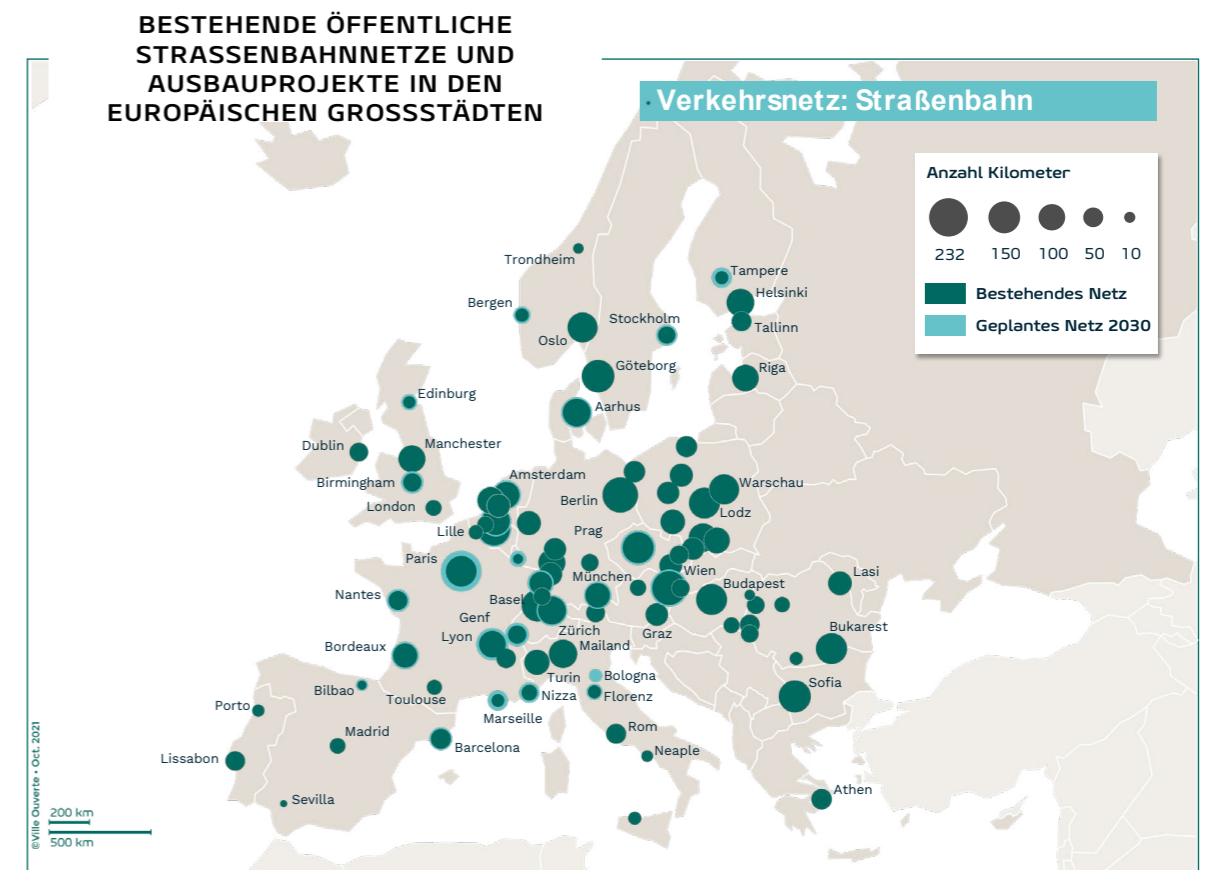 BESTEHENDE ÖFFENTLICHE
STRASSENBAHNNETZE UND
AUSBAUPROJEKTE IN DEN
EUROPÄISCHEN GROSSSTÄDTEN
Verkehrsnetz: Straßenbahn
Anzahl Kilometer
232 150 100 50 10
Bestehendes Netz
Geplantes Netz 2030
Trondheim
Tampere
Bergen
Helsinki
Stockholm
Tallinn
Oslo
Göteborg
Riga
Edinburg
Aarhus
Dublin
Manchester
Amsterdam
Birmingham
Warschau
Berlin
London
Lodz
Lille
Prag
Paris
Wien
Lasi
München
Budapest
Nantes
Basel
Genf
Bukarest
Zürich
Graz
Lyon
Bordeaux
Mailand
Turin
Bologna
Bilbao
Toulouse
Nizza
Florenz
Sofia
Porto
Marseille
Rom
Madrid
Barcelona
Neaple
Lissabon
Athen
Sevilla
200 km
500 km
©Ville Ouverte • Oct. 2021